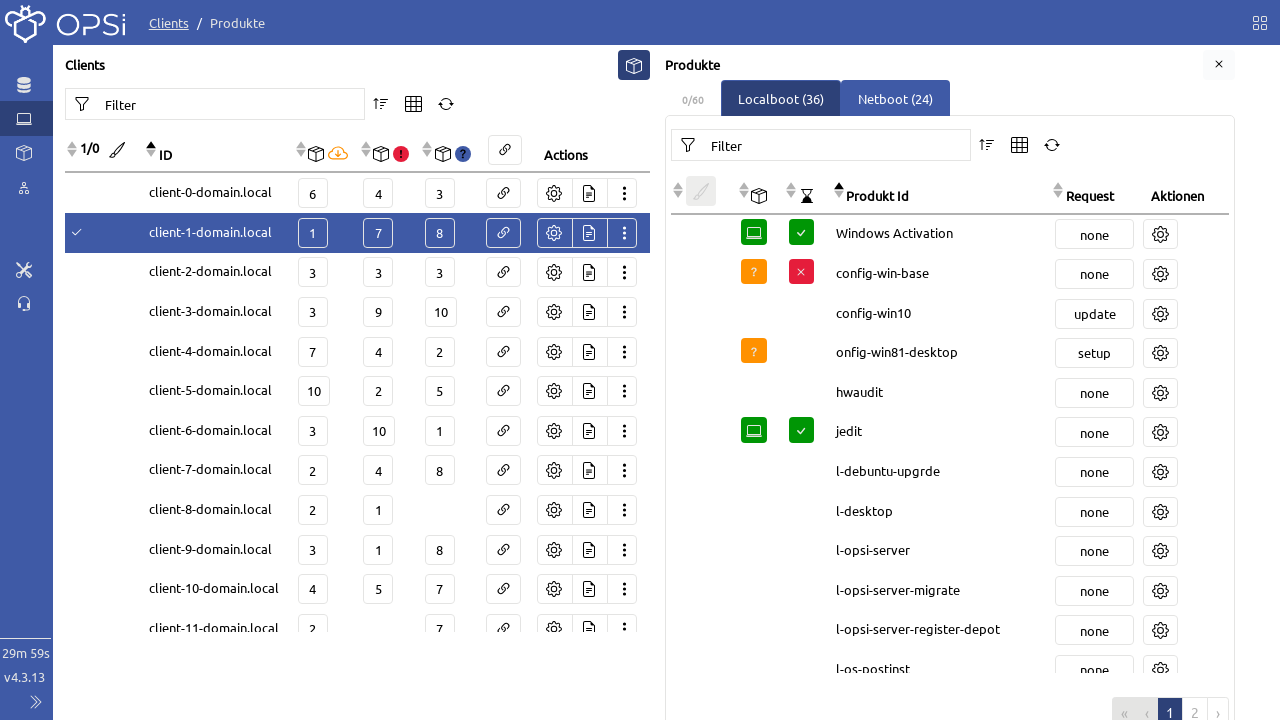 OPSi Clients / Produkte
Clients
Filter
1/0 ID Actions
client-0-domain.local 6 4 3
client-1-domain.local 1 7 8
client-2-domain.local 3 3 3
client-3-domain.local 3 9 10
client-4-domain.local 7 4 2
client-5-domain.local 10 2 5
client-6-domain.local 3 10 1
client-7-domain.local 2 4 8
client-8-domain.local 2 1
client-9-domain.local 3 1 8
client-10-domain.local 4 5 7
client-11-domain.local 2 7
29m 59s
v4.3.13
Produkte ×
0/60 Localboot (36) Netboot (24)
Filter
Produkt Id Request Aktionen
Windows Activation none
config-win-base none
config-win10 update
onfig-win81-desktop setup
hwaudit none
jedit none
l-debuntu-upgrde none
l-desktop none
l-opsi-server none
l-opsi-server-migrate none
l-opsi-server-register-depot none
l-os-postinst none
« ‹ 1 2 ›